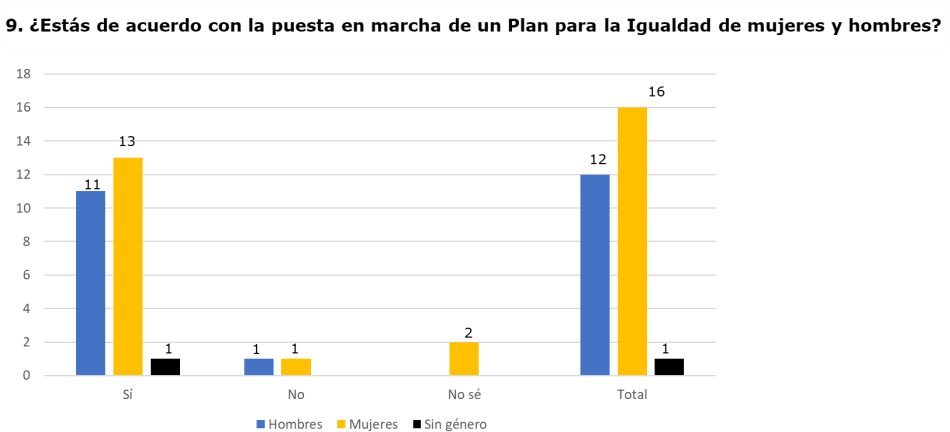 9. ¿Estás de acuerdo con la puesta en marcha de un Plan para la Igualdad de mujeres y hombres?
18
16
14
12
10
8
6
4
2
0
11
13
1
1
1
2
12
16
1
Sí
No
No sé
Total
Hombres
Mujeres
Sin género